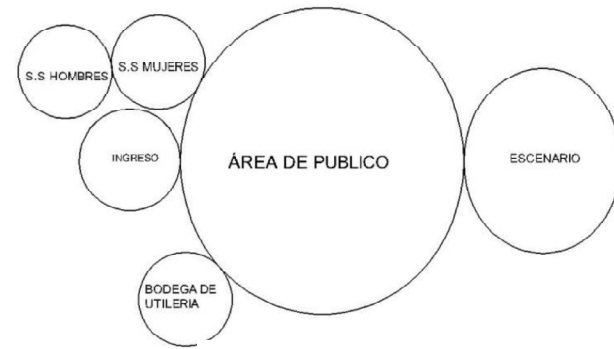 S.S MUJERES
S.S HOMBRES
INGRESO
ÁREA DE PUBLICO
ESCENARIO
BODEGA DE
UTILERIA